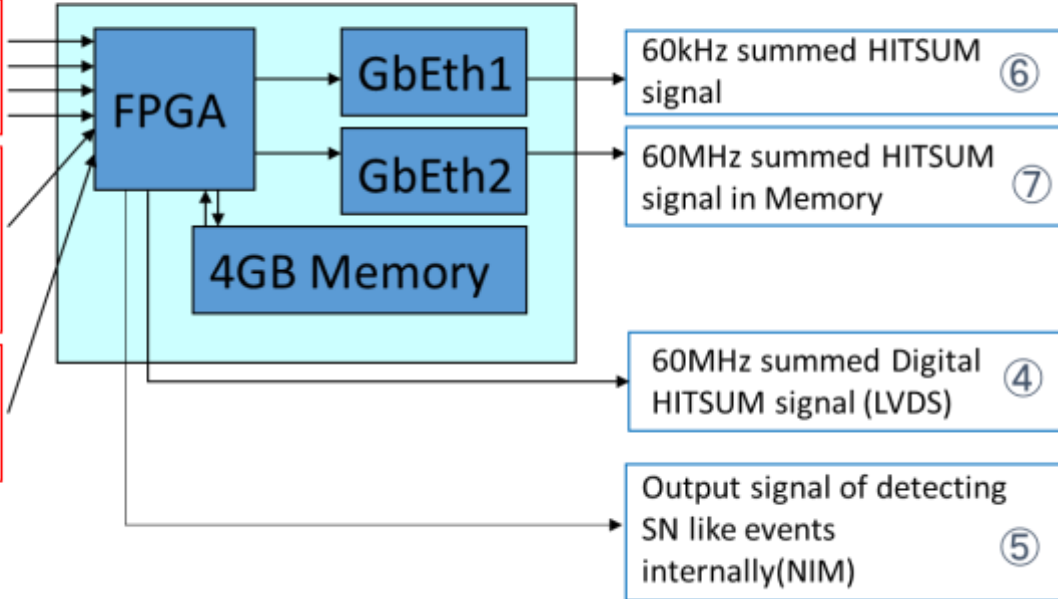 FPGA
GbEth1
GbEth2
4GB Memory
60kHz summed HITSUM
signal
⑥
60MHz summed HITSUM
signal in Memory
⑦
60MHz summed Digital
HITSUM signal (LVDS)
④
Output signal of detecting
SN like events
internally(NIM)
⑤